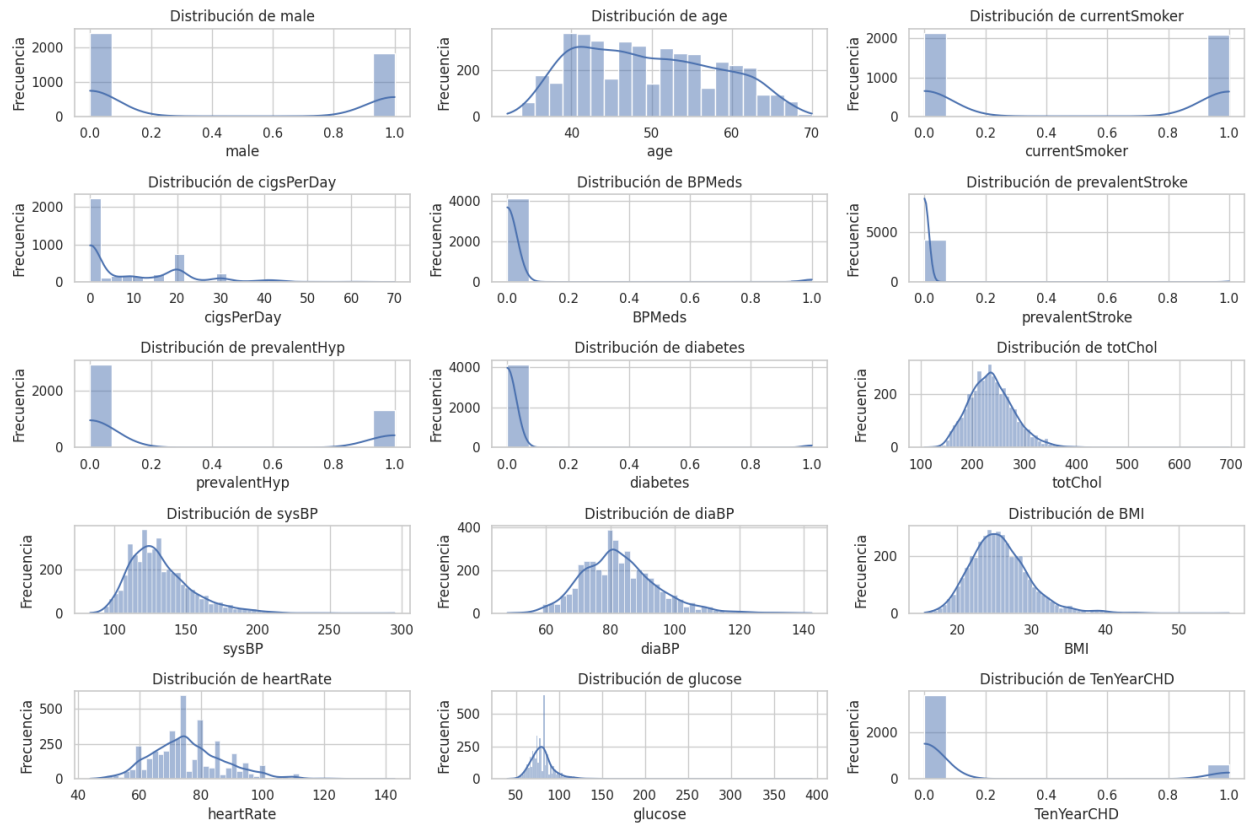 Distribución de male
Frecuencia
2000
1000
0
0.0 0.2 0.4 0.6 0.8 1.0
male
Distribución de age
Frecuencia
200
0
40 50 60 70
age
Distribución de currentSmoker
Frecuencia
2000
1000
0
0.0 0.2 0.4 0.6 0.8 1.0
currentSmoker
Distribución de cigsPerDay
Frecuencia
2000
1000
0
0 10 20 30 40 50 60 70
cigsPerDay
Distribución de BPMeds
Frecuencia
4000
2000
0
0.0 0.2 0.4 0.6 0.8 1.0
BPMeds
Distribución de prevalentStroke
Frecuencia
5000
0
0.0 0.2 0.4 0.6 0.8 1.0
prevalentStroke
Distribución de prevalentHyp
Frecuencia
2000
0
0.0 0.2 0.4 0.6 0.8 1.0
prevalentHyp
Distribución de diabetes
Frecuencia
4000
2000
0
0.0 0.2 0.4 0.6 0.8 1.0
diabetes
Distribución de totChol
Frecuencia
200
0
100 200 300 400 500 600 700
totChol
Distribución de sysBP
Frecuencia
200
0
100 150 200 250 300
sysBP
Distribución de diaBP
Frecuencia
400
200
0
60 80 100 120 140
diaBP
Distribución de BMI
Frecuencia
200
0
20 30 40 50
BMI
Distribución de heartRate
Frecuencia
500
250
0
40 60 80 100 120 140
heartRate
Distribución de glucose
Frecuencia
500
250
0
50 100 150 200 250 300 350 400
glucose
Distribución de TenYearCHD
Frecuencia
2000
0
0.0 0.2 0.4 0.6 0.8 1.0
TenYearCHD